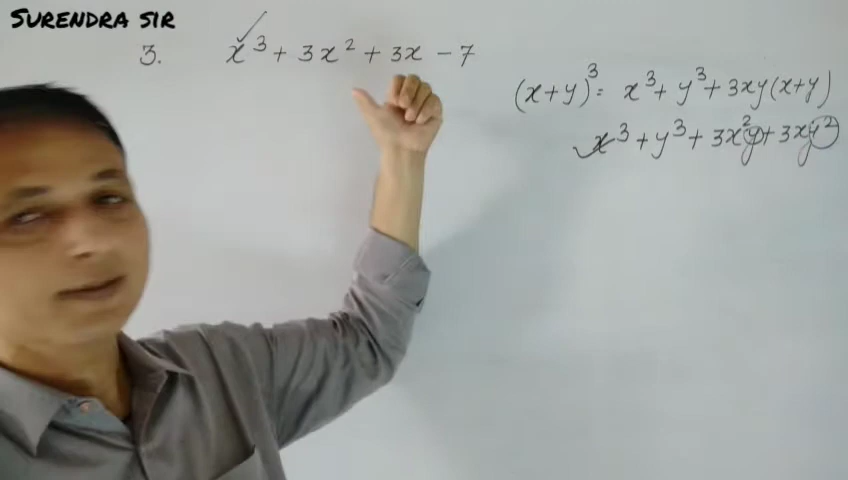 SURENDRA SIR
3. x³ + 3x² + 3x - 7
(x+y)³= x³+ y³+ 3xy(x+y)
x³ + y³ + 3x²y + 3xy²